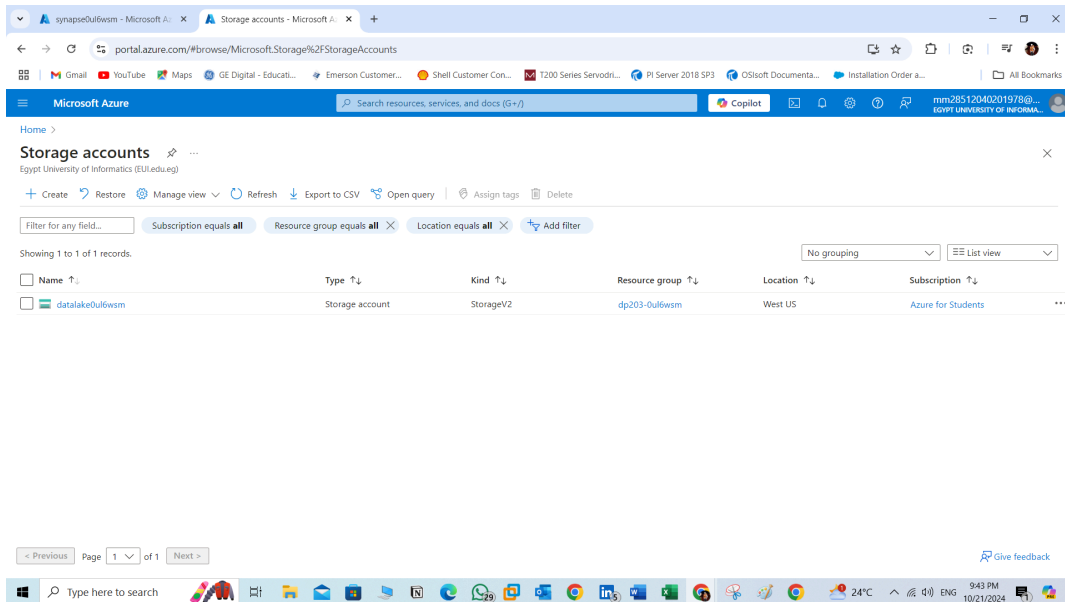 synapse0ul6wsm - Microsoft Az
Storage accounts - Microsoft A
portal.azure.com/#browse/Microsoft.Storage%2FStorageAccounts
Gmail YouTube Maps GE Digital - Educati... Emerson Customer... Shell Customer Con... T200 Series Servodri... PI Server 2018 SP3 OSIsoft Documenta... Installation Order a... All Bookmarks
Microsoft Azure Search resources, services, and docs (G+/) Copilot mm28512040201978@...
EGYPT UNIVERSITY OF INFORMA...
Home >
Storage accounts ...
Egypt University of Informatics (EUI.edu.eg)
Create Restore Manage view Refresh Export to CSV Open query Assign tags Delete
Filter for any field... Subscription equals all Resource group equals all Location equals all Add filter
Showing 1 to 1 of 1 records. No grouping List view
Name Type Kind Resource group Location Subscription
datalake0ul6wsm Storage account StorageV2 dp203-0ul6wsm West US Azure for Students ...
< Previous Page 1 of 1 Next > Give feedback
Type here to search 29 5 24°C ENG 9:43 PM
10/21/2024